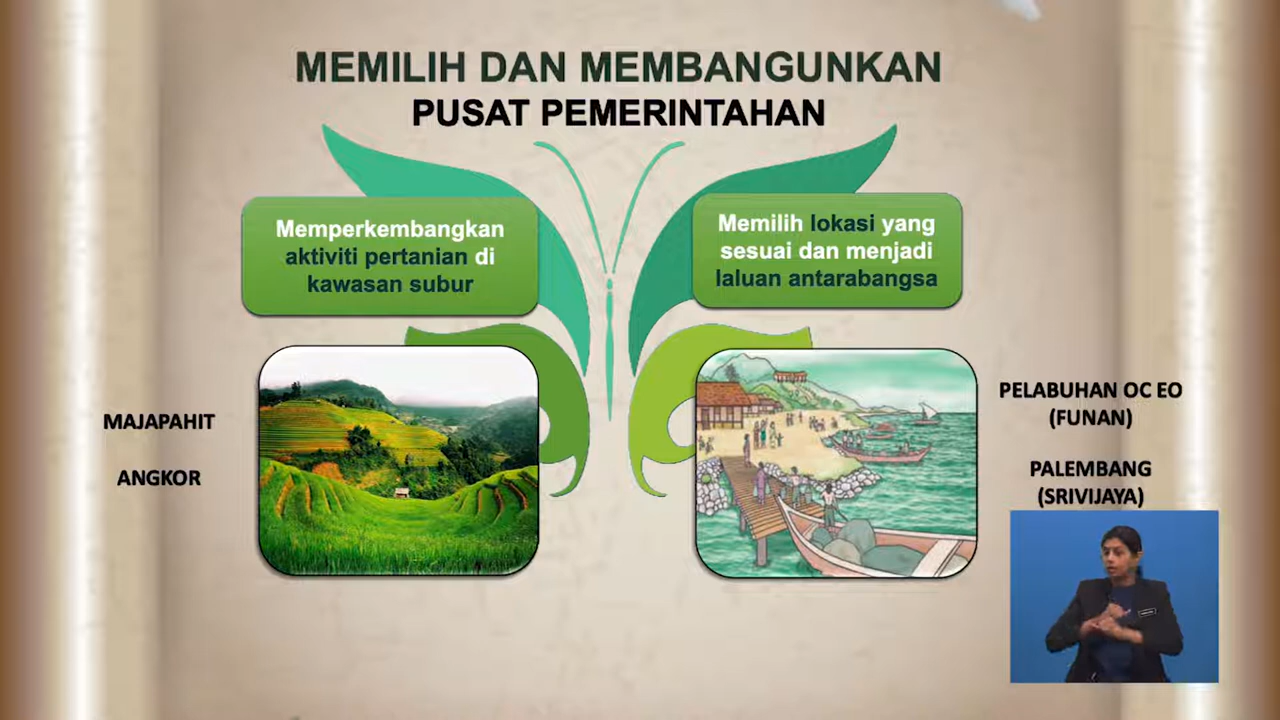 MEMILIH DAN MEMBANGUNKAN
PUSAT PEMERINTAHAN
Memperkembangkan
aktiviti pertanian di
kawasan subur
Memilih lokasi yang
sesuai dan menjadi
laluan antarabangsa
MAJAPAHIT
ANGKOR
PELABUHAN OC EO
(FUNAN)
PALEMBANG
(SRIVIJAYA)